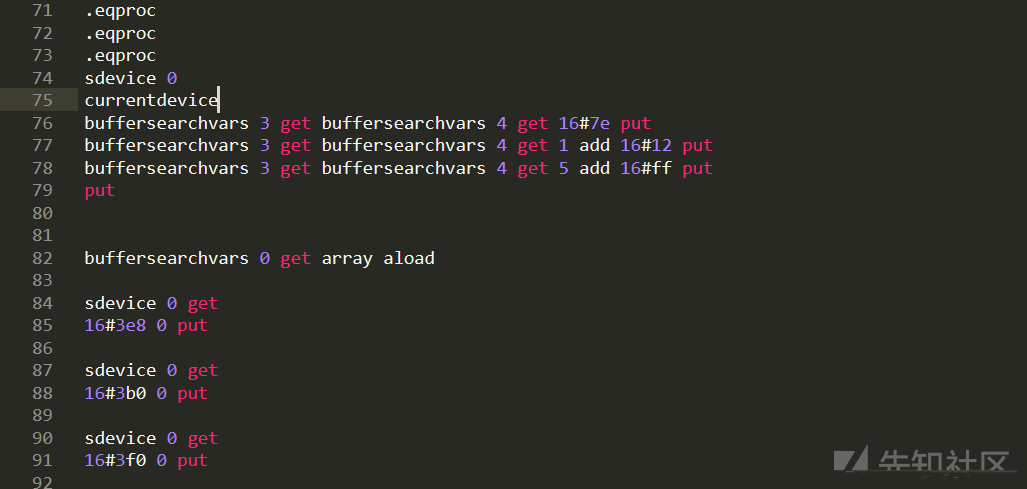 71 .eqproc
72 .eqproc
73 .eqproc
74 sdevice 0
75 currentdevice
76 buffersearchvars 3 get buffersearchvars 4 get 16#7e put
77 buffersearchvars 3 get buffersearchvars 4 get 1 add 16#12 put
78 buffersearchvars 3 get buffersearchvars 4 get 5 add 16#ff put
79 put
80
81
82 buffersearchvars 0 get array aload
83
84 sdevice 0 get
85 16#3e8 0 put
86
87 sdevice 0 get
88 16#3b0 0 put
89
90 sdevice 0 get
91 16#3f0 0 put
92
先知社区